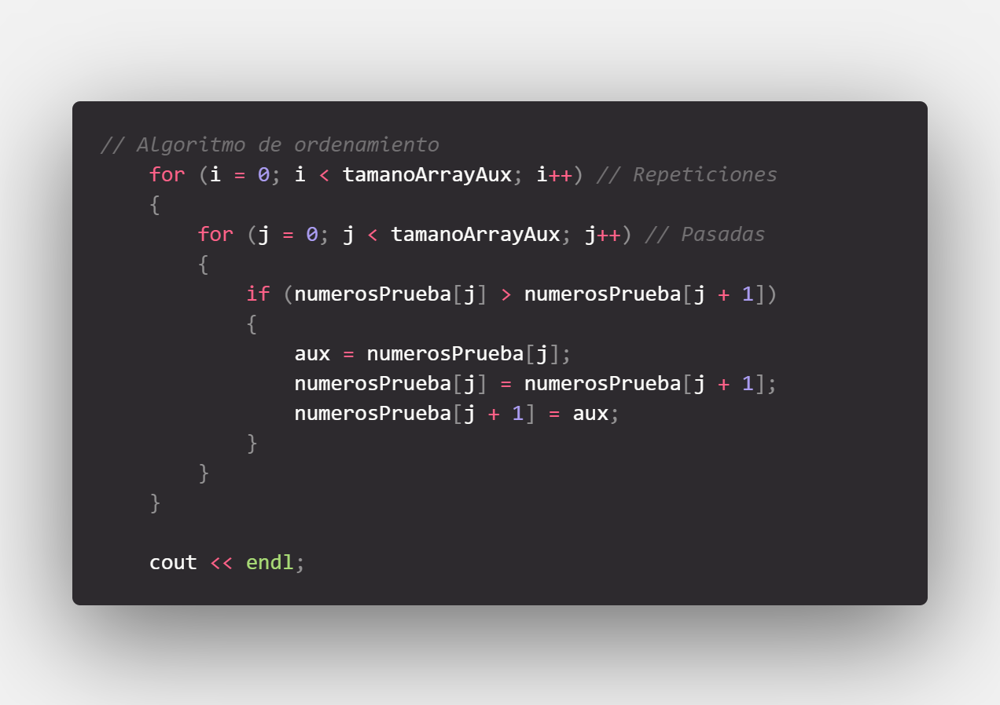 // Algoritmo de ordenamiento
    for (i = 0; i < tamanoArrayAux; i++) // Repeticiones
    {
        for (j = 0; j < tamanoArrayAux; j++) // Pasadas
        {
            if (numerosPrueba[j] > numerosPrueba[j + 1])
            {
                aux = numerosPrueba[j];
                numerosPrueba[j] = numerosPrueba[j + 1];
                numerosPrueba[j + 1] = aux;
            }
        }
    }

    cout << endl;